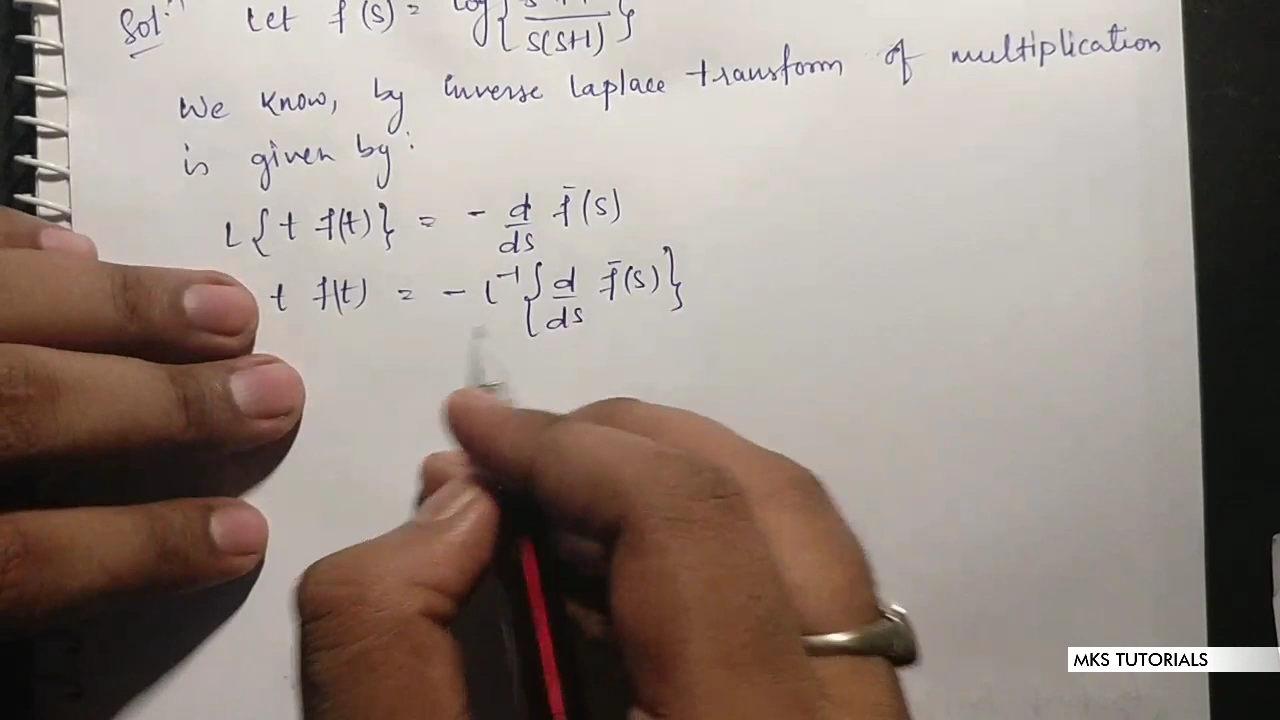 Sol:
Let f̄(s) = log{ / s(s+1) }
We know, by inverse laplace transform of multiplication
is given by:
L{t f(t)} = - d/ds f̄(s)
t f(t) = - L⁻¹{d/ds f̄(s)}
MKS TUTORIALS